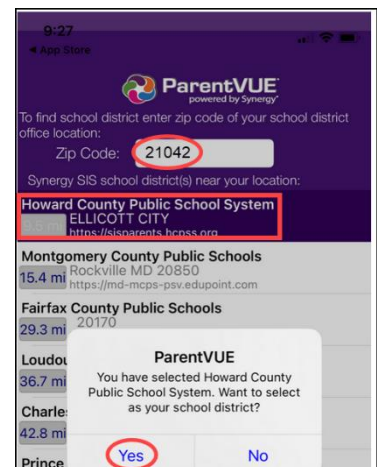 9:27
◄ App Store
ParentVUE
powered by Synergy
To find school district enter zip code of your school district
office location:
Zip Code: 21042
Synergy SIS school district(s) near your location:
Howard County Public School System
9.5 mi ELLICOTT CITY
https://sisparents.hcpss.org
Montgomery County Public Schools
15.4 mi Rockville MD 20850
https://md-mcps-psv.edupoint.com
Fairfax County Public Schools
29.3 mi 20170
Loudou
36.7 mi
Charle
42.8 mi
Prince
ParentVUE
You have selected Howard County
Public School System. Want to select
as your school district?
Yes No